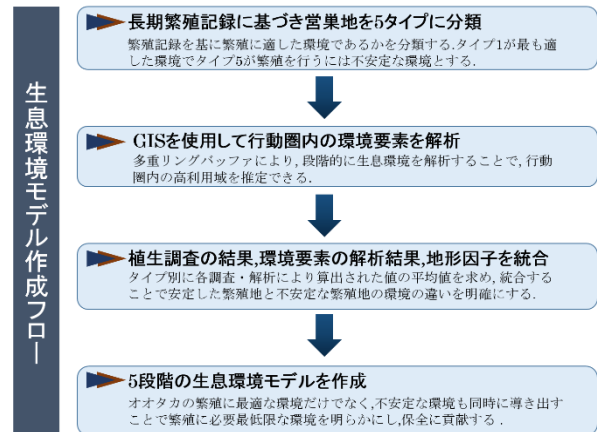 生息環境モデル作成フロー
長期繁殖記録に基づき営巣地を5タイプに分類
繁殖記録を基に繁殖に適した環境であるかを分類する.タイプ1が最も適
した環境でタイプ5が繁殖を行うには不安定な環境とする.
GISを使用して行動圏内の環境要素を解析
多重リングバッファにより, 段階的に生息環境を解析することで, 行動
圏内の高利用域を推定できる.
植生調査の結果,環境要素の解析結果,地形因子を統合
タイプ別に各調査・解析により算出された値の平均値を求め, 統合する
ことで安定した繁殖地と不安定な繁殖地の環境の違いを明確にする.
5段階の生息環境モデルを作成
オオタカの繁殖に最適な環境だけでなく,不安定な環境も同時に導き出す
ことで繁殖に必要最低限な環境を明らかにし,保全に貢献する .